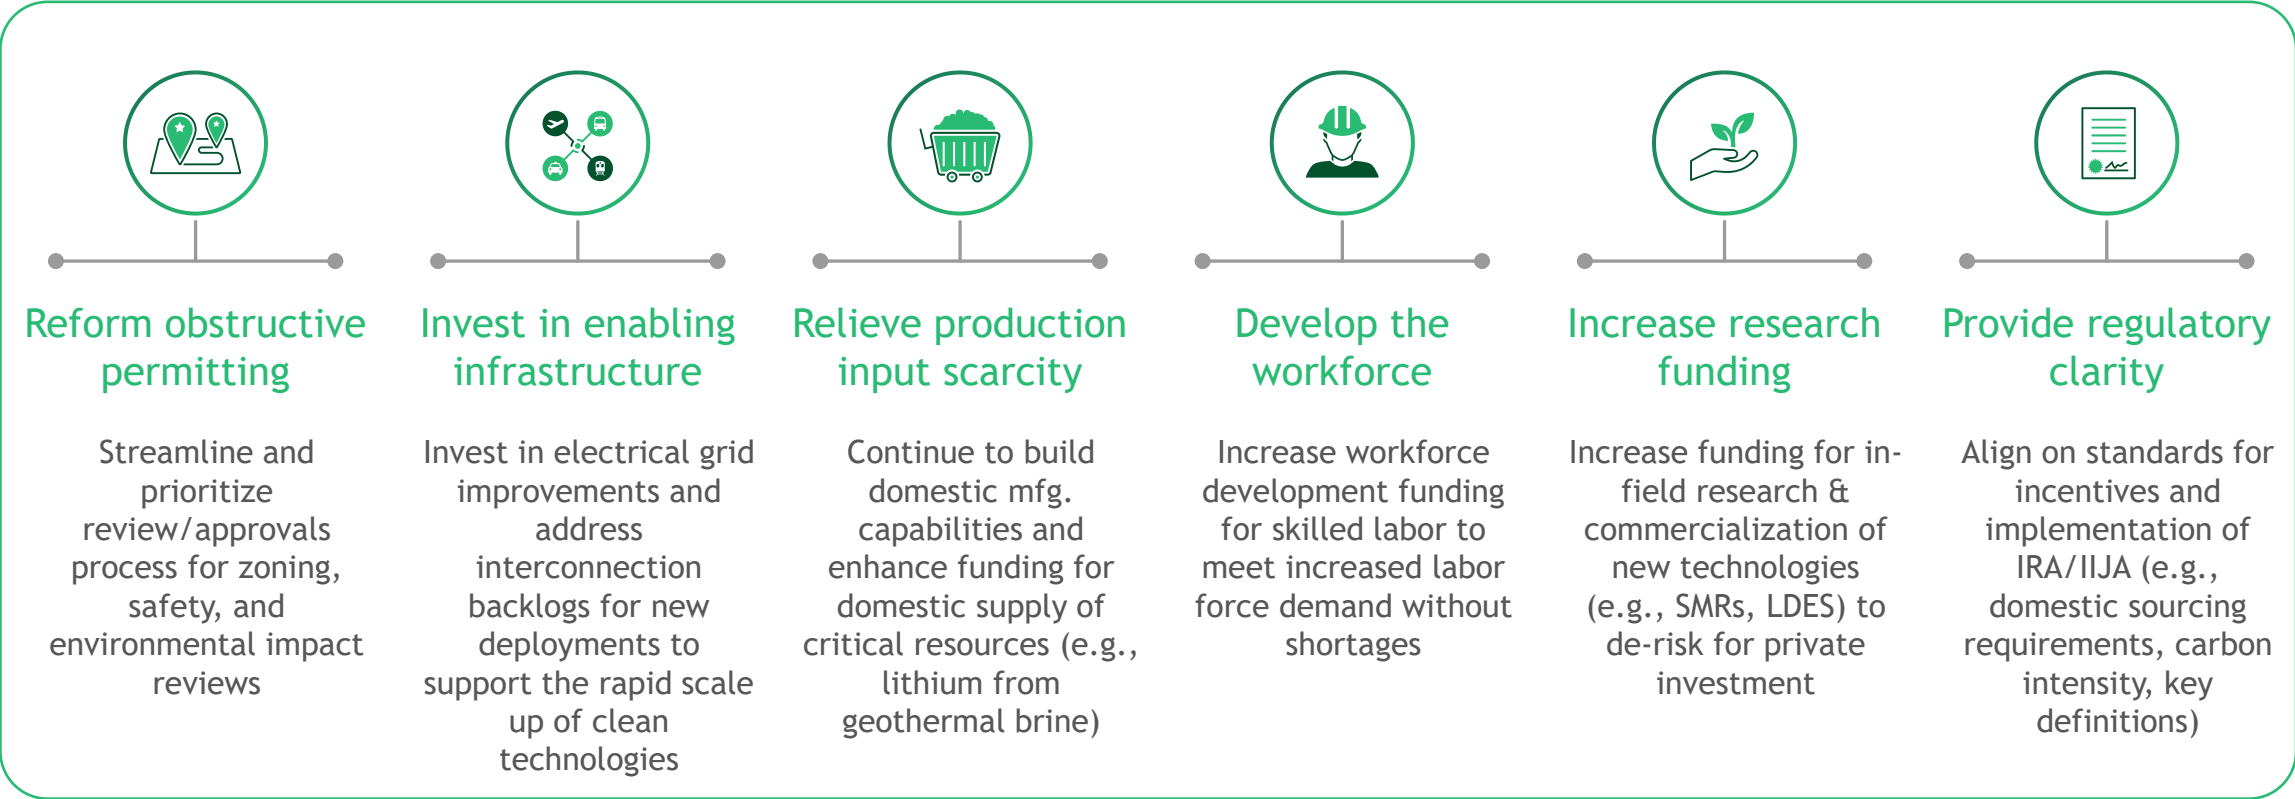 Reform obstructive
permitting
Streamline and
prioritize
review/approvals
process for zoning,
safety, and
environmental impact
reviews
Invest in enabling
infrastructure
Invest in electrical grid
improvements and
address
interconnection
backlogs for new
deployments to
support the rapid scale
up of clean
technologies
Relieve production
input scarcity
Continue to build
domestic mfg.
capabilities and
enhance funding for
domestic supply of
critical resources (e.g.,
lithium from
geothermal brine)
Develop the
workforce
Increase workforce
development funding
for skilled labor to
meet increased labor
force demand without
shortages
Increase research
funding
Increase funding for in-
field research &
commercialization of
new technologies
(e.g., SMRs, LDES) to
de-risk for private
investment
Provide regulatory
clarity
Align on standards for
incentives and
implementation of
IRA/IIJA (e.g.,
domestic sourcing
requirements, carbon
intensity, key
definitions)